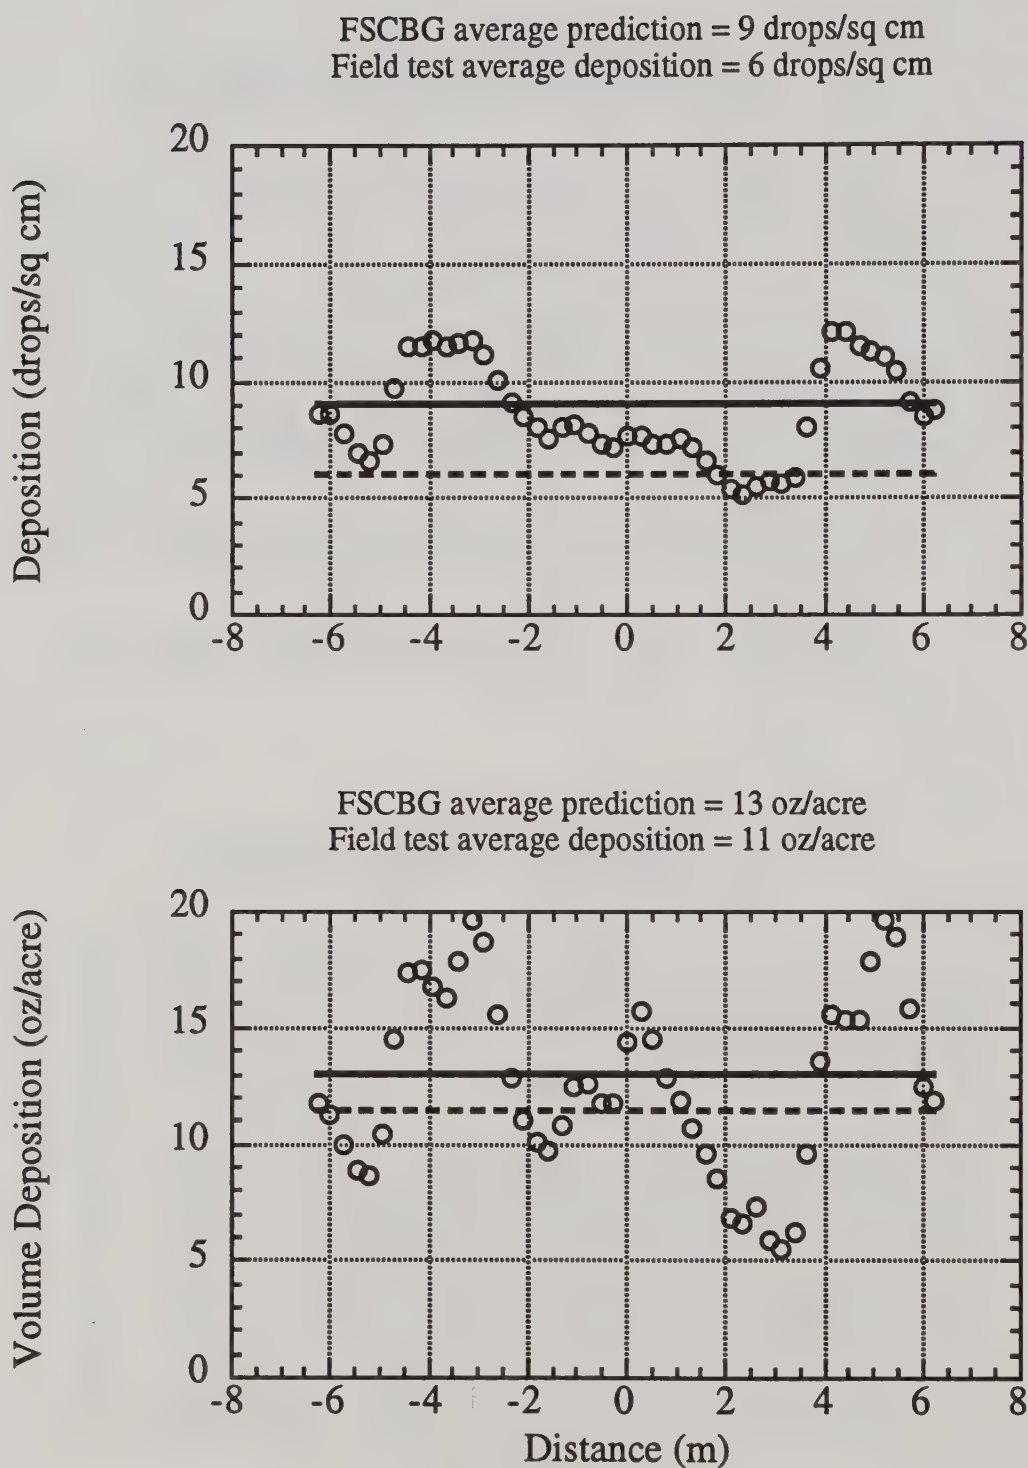 FSCBG average prediction = 9 drops/sq cm
Field test average deposition = 6 drops/sq cm
Deposition (drops/sq cm)
20
15
10
5
0
-8 -6 -4 -2 0 2 4 6 8
FSCBG average prediction = 13 oz/acre
Field test average deposition = 11 oz/acre
Volume Deposition (oz/acre)
20
15
10
5
0
-8 -6 -4 -2 0 2 4 6 8
Distance (m)